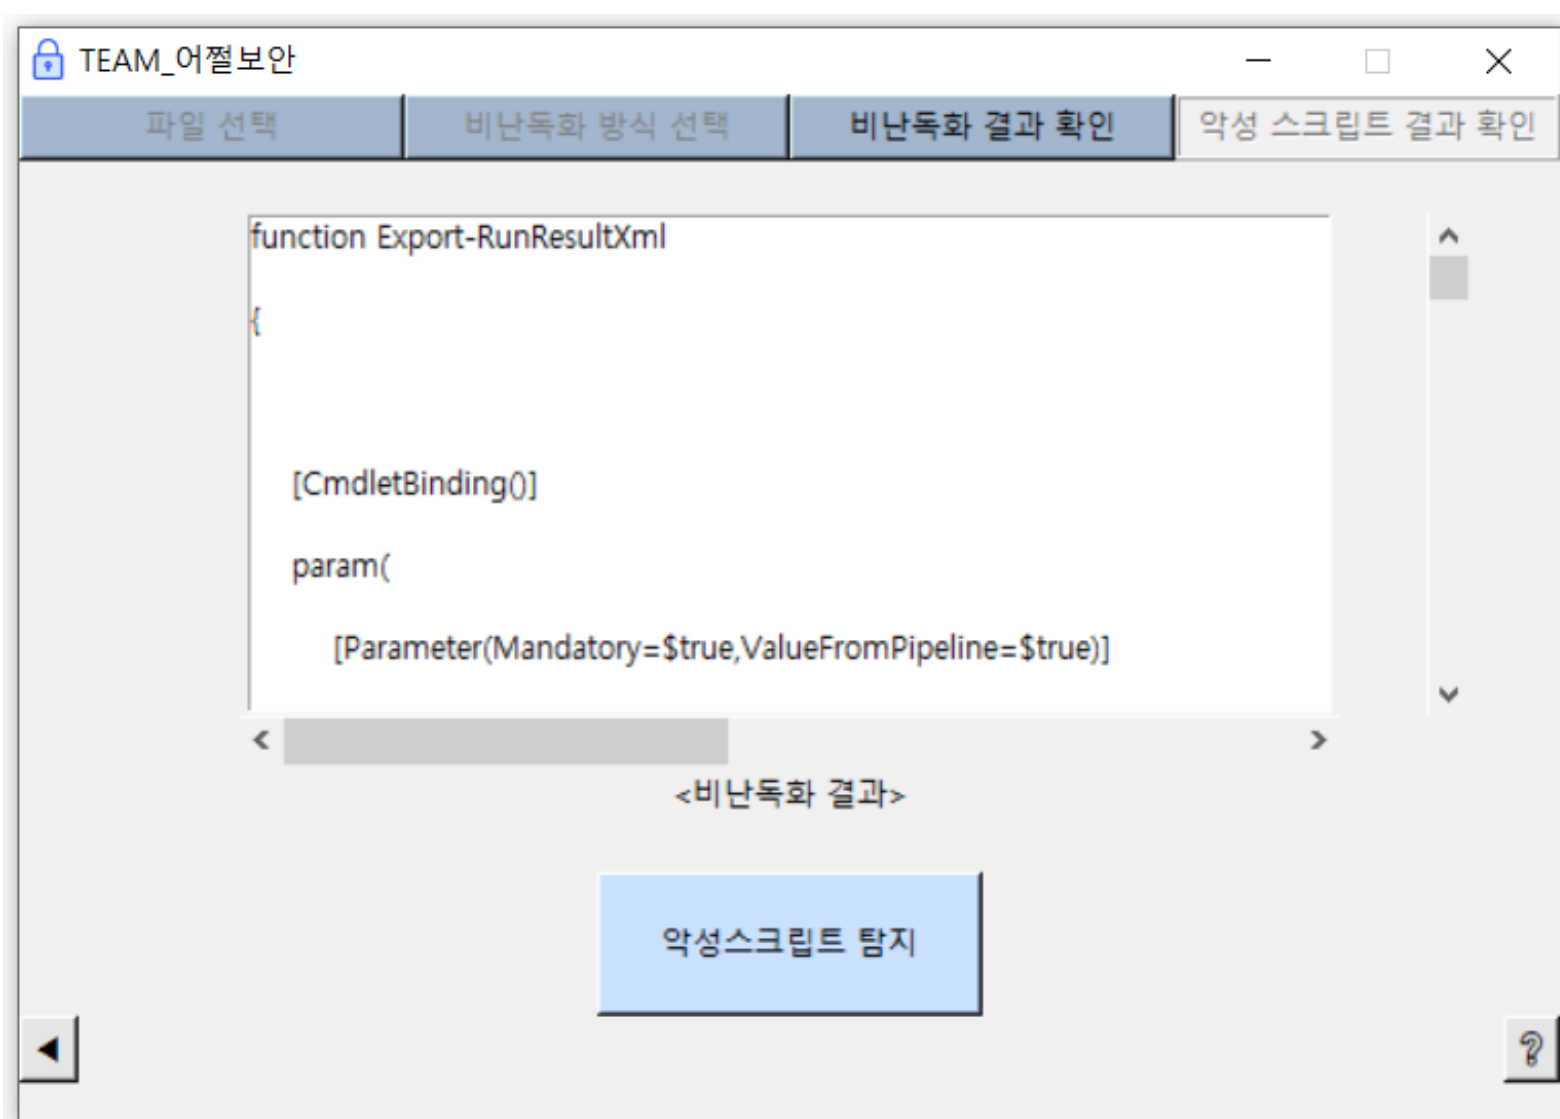 TEAM_어쩔보안
파일 선택
비난독화 방식 선택
비난독화 결과 확인
악성 스크립트 결과 확인
function Export-RunResultXml
{
[CmdletBinding()]
param(
[Parameter(Mandatory=$true,ValueFromPipeline=$true)]
<비난독화 결과>
악성스크립트 탐지
?